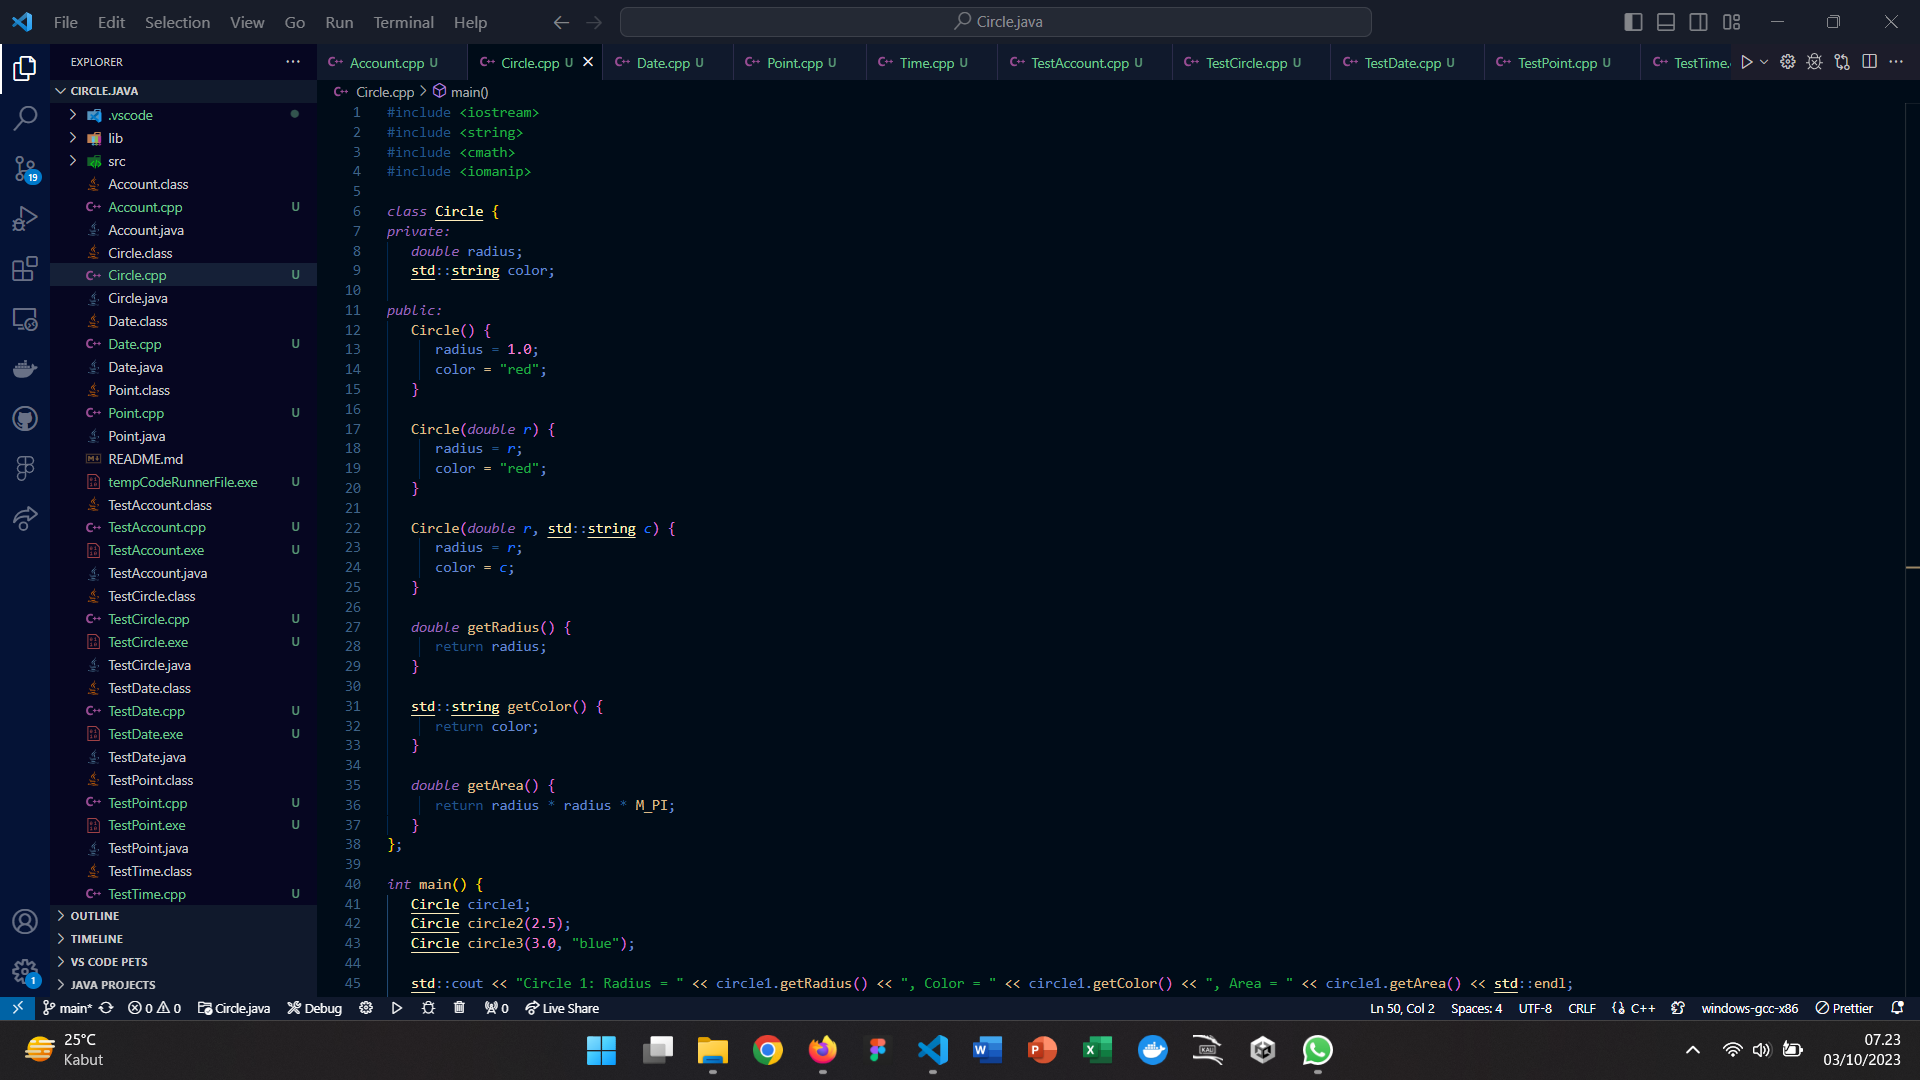 File Edit Selection View Go Run Terminal Help
Circle.java
EXPLORER
Account.cpp U
Circle.cpp U
Date.cpp U
Point.cpp U
Time.cpp U
TestAccount.cpp U
TestCircle.cpp U
TestDate.cpp U
TestPoint.cpp U
TestTime.
CIRCLE.JAVA
.vscode
lib
src
Account.class
Account.cpp U
Account.java
Circle.class
Circle.cpp U
Circle.java
Date.class
Date.cpp U
Date.java
Point.class
Point.cpp U
Point.java
README.md
tempCodeRunnerFile.exe U
TestAccount.class
TestAccount.cpp U
TestAccount.exe U
TestAccount.java
TestCircle.class
TestCircle.cpp U
TestCircle.exe U
TestCircle.java
TestDate.class
TestDate.cpp U
TestDate.exe U
TestDate.java
TestPoint.class
TestPoint.cpp U
TestPoint.exe U
TestPoint.java
TestTime.class
TestTime.cpp U
OUTLINE
TIMELINE
VS CODE PETS
JAVA PROJECTS
19
1
Circle.cpp > main()
1 #include <iostream>
2 #include <string>
3 #include <cmath>
4 #include <iomanip>
5
6 class Circle {
7 private:
8 double radius;
9 std::string color;
10
11 public:
12 Circle() {
13 radius = 1.0;
14 color = "red";
15 }
16
17 Circle(double r) {
18 radius = r;
19 color = "red";
20 }
21
22 Circle(double r, std::string c) {
23 radius = r;
24 color = c;
25 }
26
27 double getRadius() {
28 return radius;
29 }
30
31 std::string getColor() {
32 return color;
33 }
34
35 double getArea() {
36 return radius * radius * M_PI;
37 }
38 };
39
40 int main() {
41 Circle circle1;
42 Circle circle2(2.5);
43 Circle circle3(3.0, "blue");
44
45 std::cout << "Circle 1: Radius = " << circle1.getRadius() << ", Color = " << circle1.getColor() << ", Area = " << circle1.getArea() << std::endl;
main* 0 0 Circle.java Debug 0 Live Share
Ln 50, Col 2 Spaces: 4 UTF-8 CRLF {} C++ windows-gcc-x86 Prettier
25°C
Kabut
07.23
03/10/2023